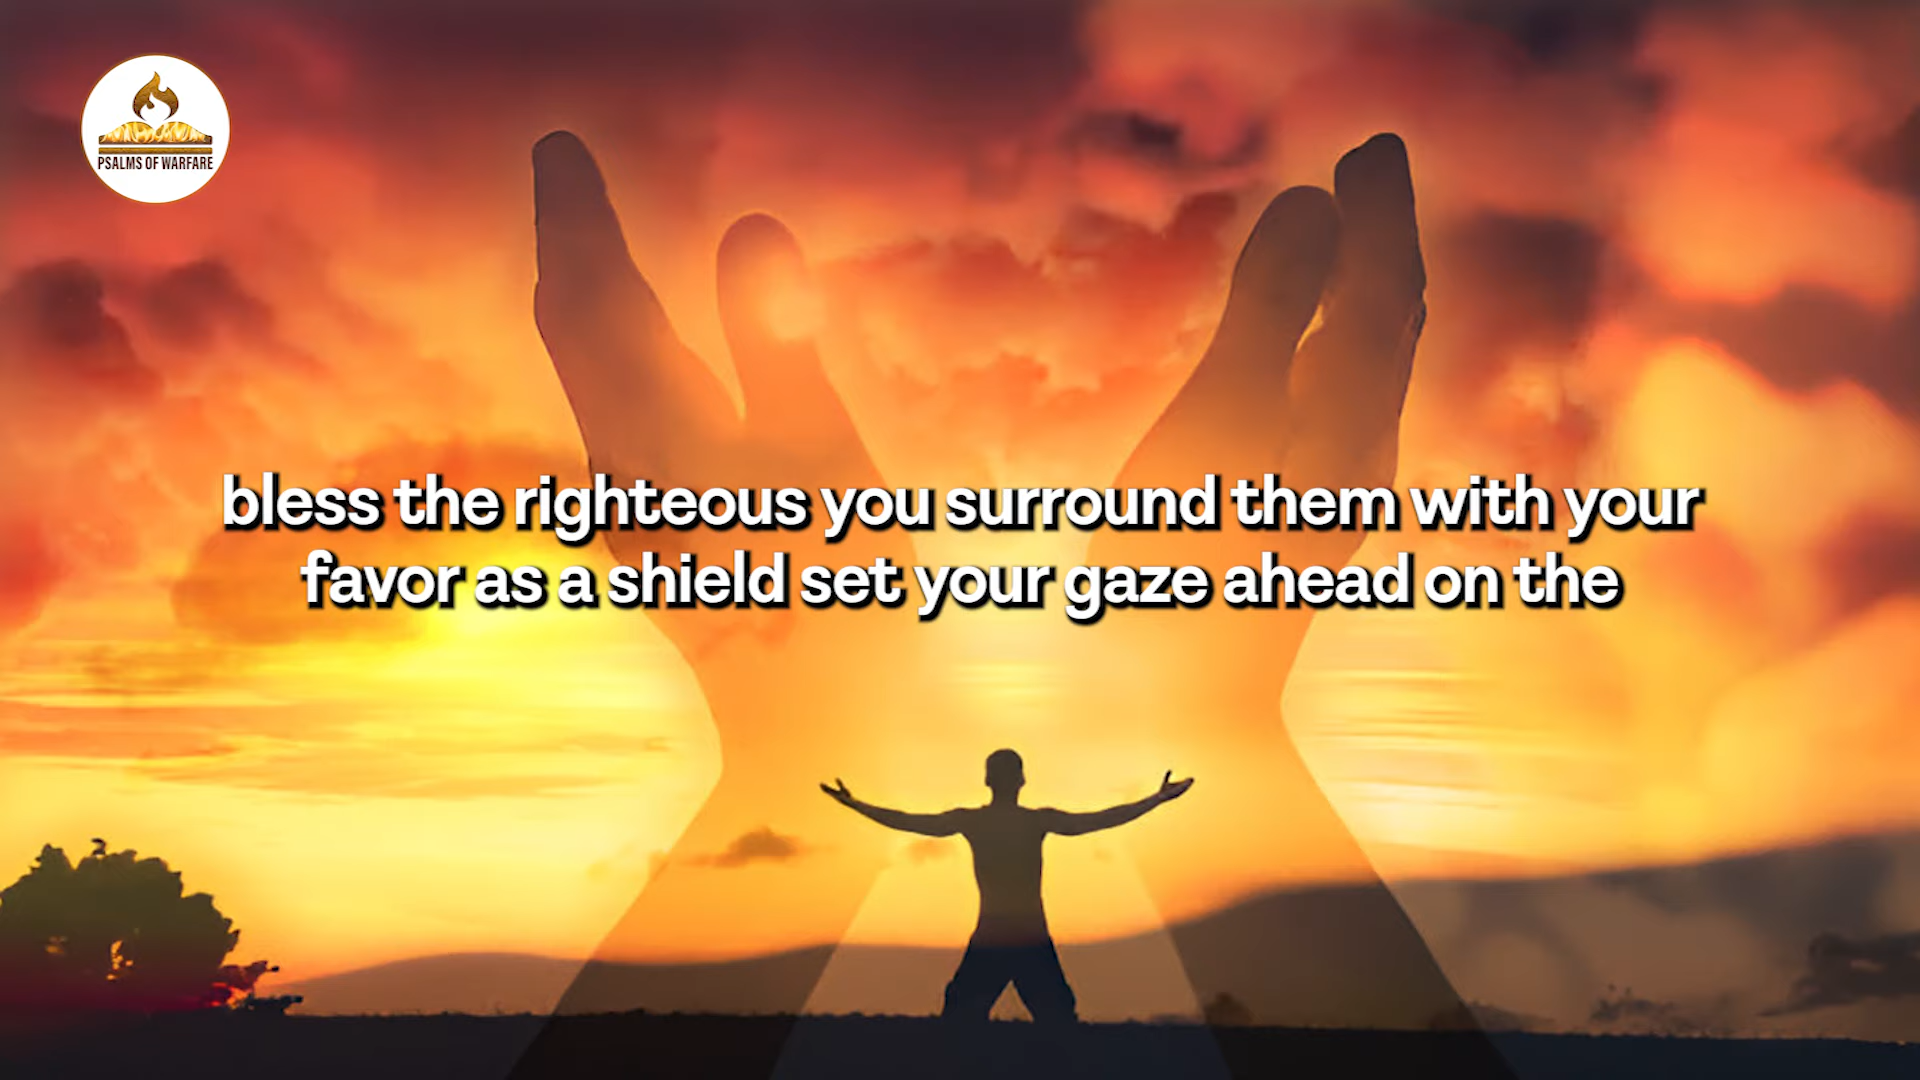 PSALMS OF WARFARE
bless the righteous you surround them with your
favor as a shield set your gaze ahead on the